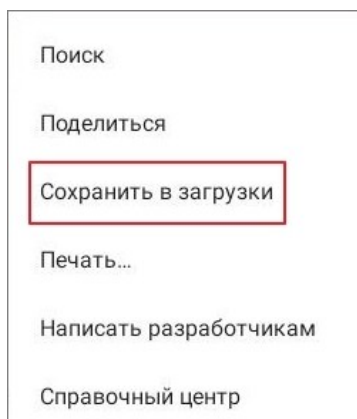 Поиск
Поделиться
Сохранить в загрузки
Печать...
Написать разработчикам
Справочный центр